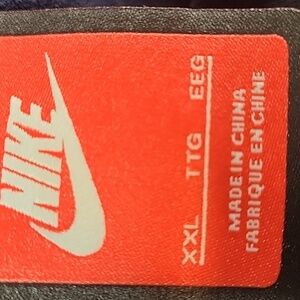 NIKE
XXL TTG EEG
MADE IN CHINA
FABRIQUE EN CHINE